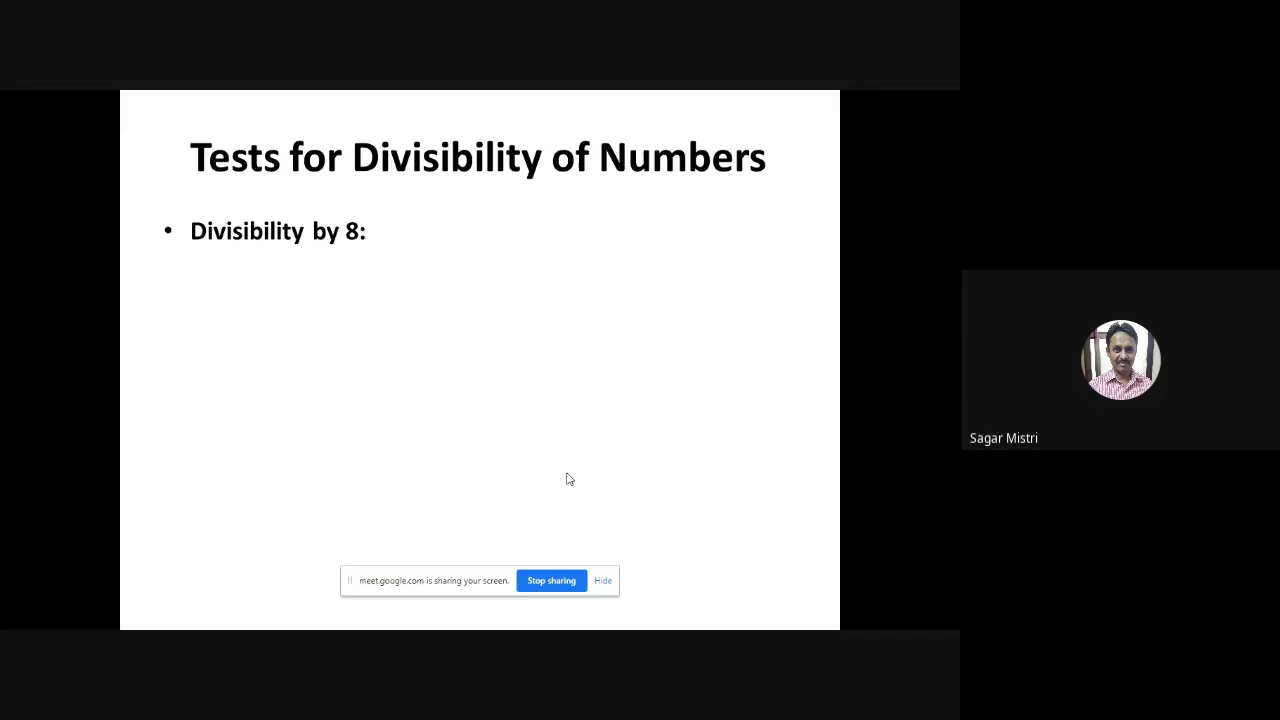 Tests for Divisibility of Numbers
• Divisibility by 8:
meet.google.com is sharing your screen. Stop sharing Hide
Sagar Mistri